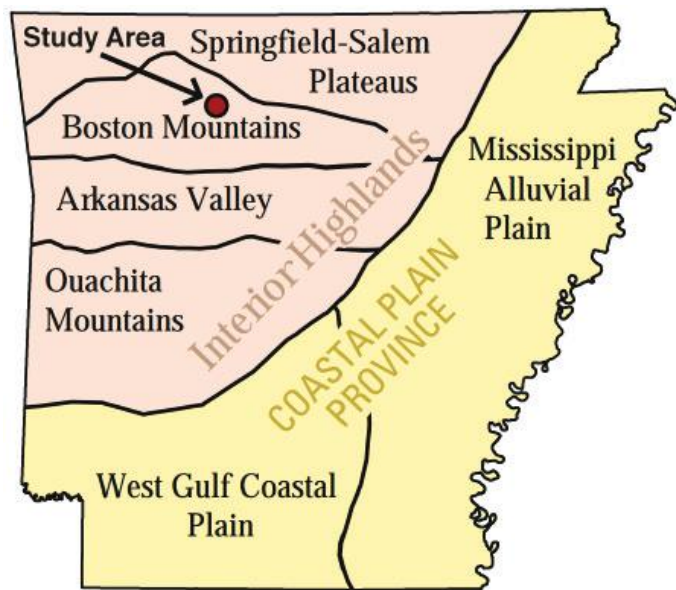 Study Area
Springfield-Salem
Plateaus
Boston Mountains
Arkansas Valley
Ouachita
Mountains
Interior Highlands
Mississippi
Alluvial
Plain
COASTAL PLAIN
PROVINCE
West Gulf Coastal
Plain